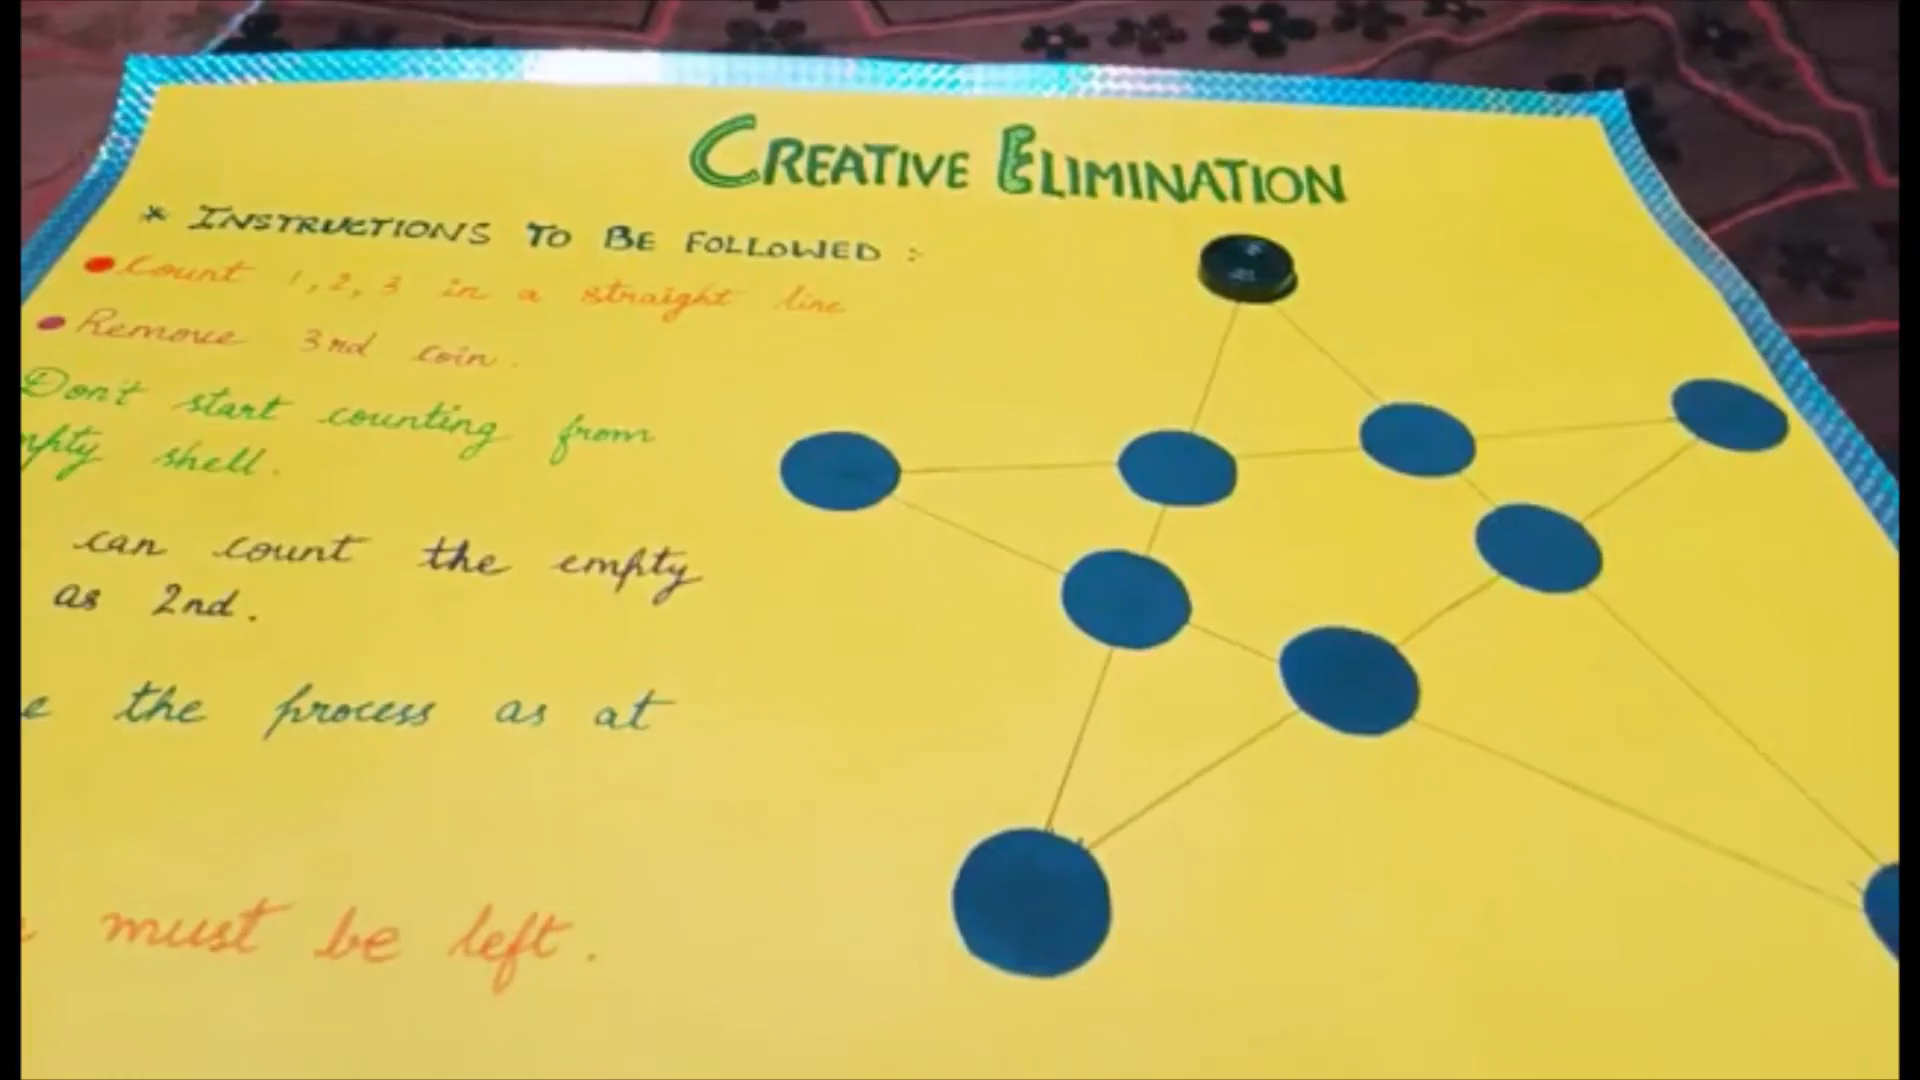 CREATIVE ELIMINATION
* INSTRUCTIONS TO BE FOLLOWED :
Count 1, 2, 3 in a straight line
Remove 3rd coin.
Don't start counting from
shell.
can count the empty
as 2nd.
the process as at
must be left.